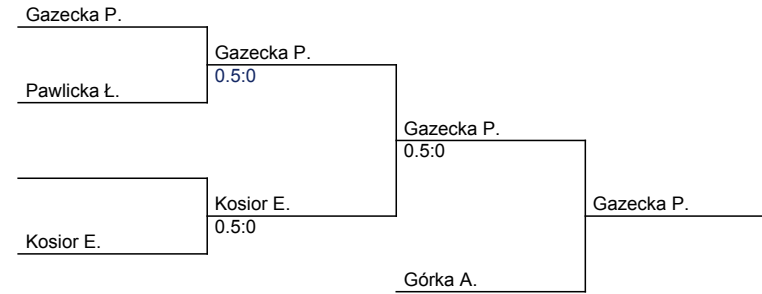 Gazecka P.
Gazecka P.
0.5:0
Pawlicka Ł.
Gazecka P.
0.5:0
Kosior E.
Gazecka P.
0.5:0
Kosior E.
Górka A.